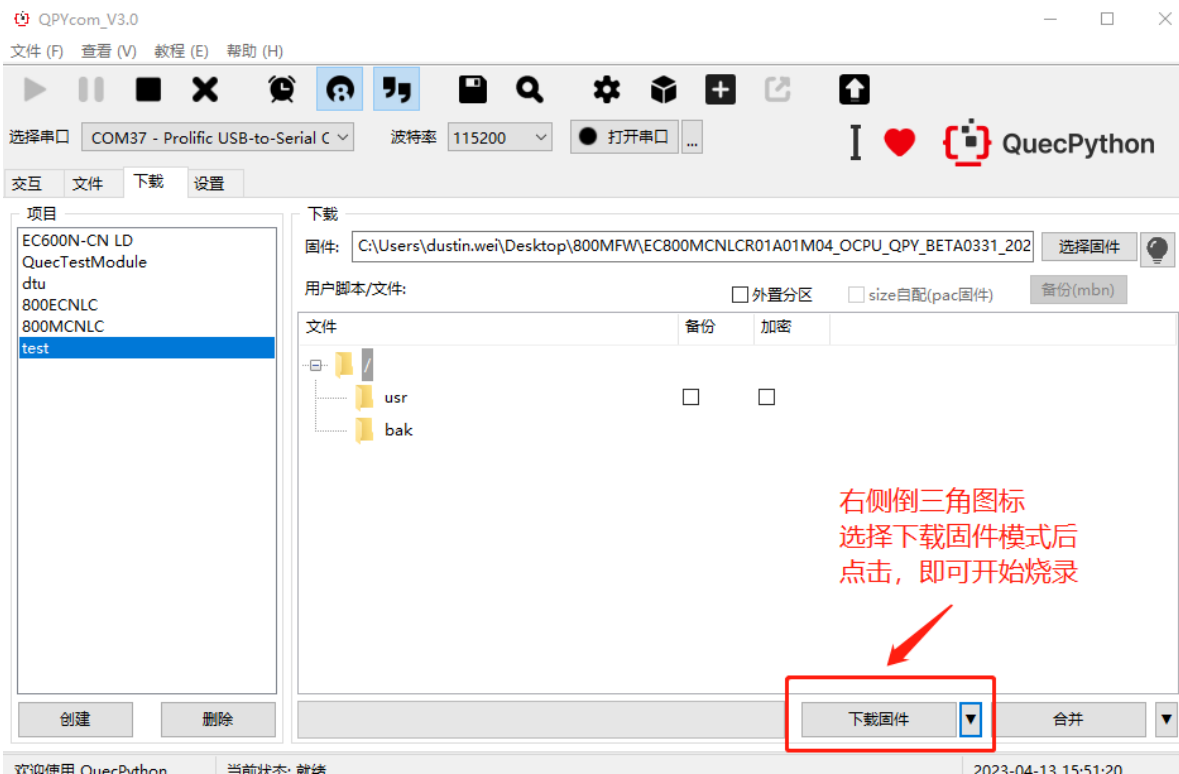 QPYcom_V3.0
文件 (F) 查看 (V) 教程 (E) 帮助 (H)
选择串口 COM37 - Prolific USB-to-Serial C 波特率 115200 打开串口 ...
QuecPython
交互 文件 下载 设置
项目
EC600N-CN LD
QuecTestModule
dtu
800ECNLC
800MCNLC
test
下载
固件: C:\Users\dustin.wei\Desktop\800MFW\EC800MCNLCR01A01M04_OCPU_QPY_BETA0331_202 选择固件
用户脚本/文件: 外置分区 size自配(pac固件) 备份(mbn)
文件 备份 加密
/
usr
bak
右侧倒三角图标
选择下载固件模式后
点击，即可开始烧录
创建 删除 下载固件 合并
欢迎使用 QuecPython 当前状态: 就绪 2023-04-13 15:51:20